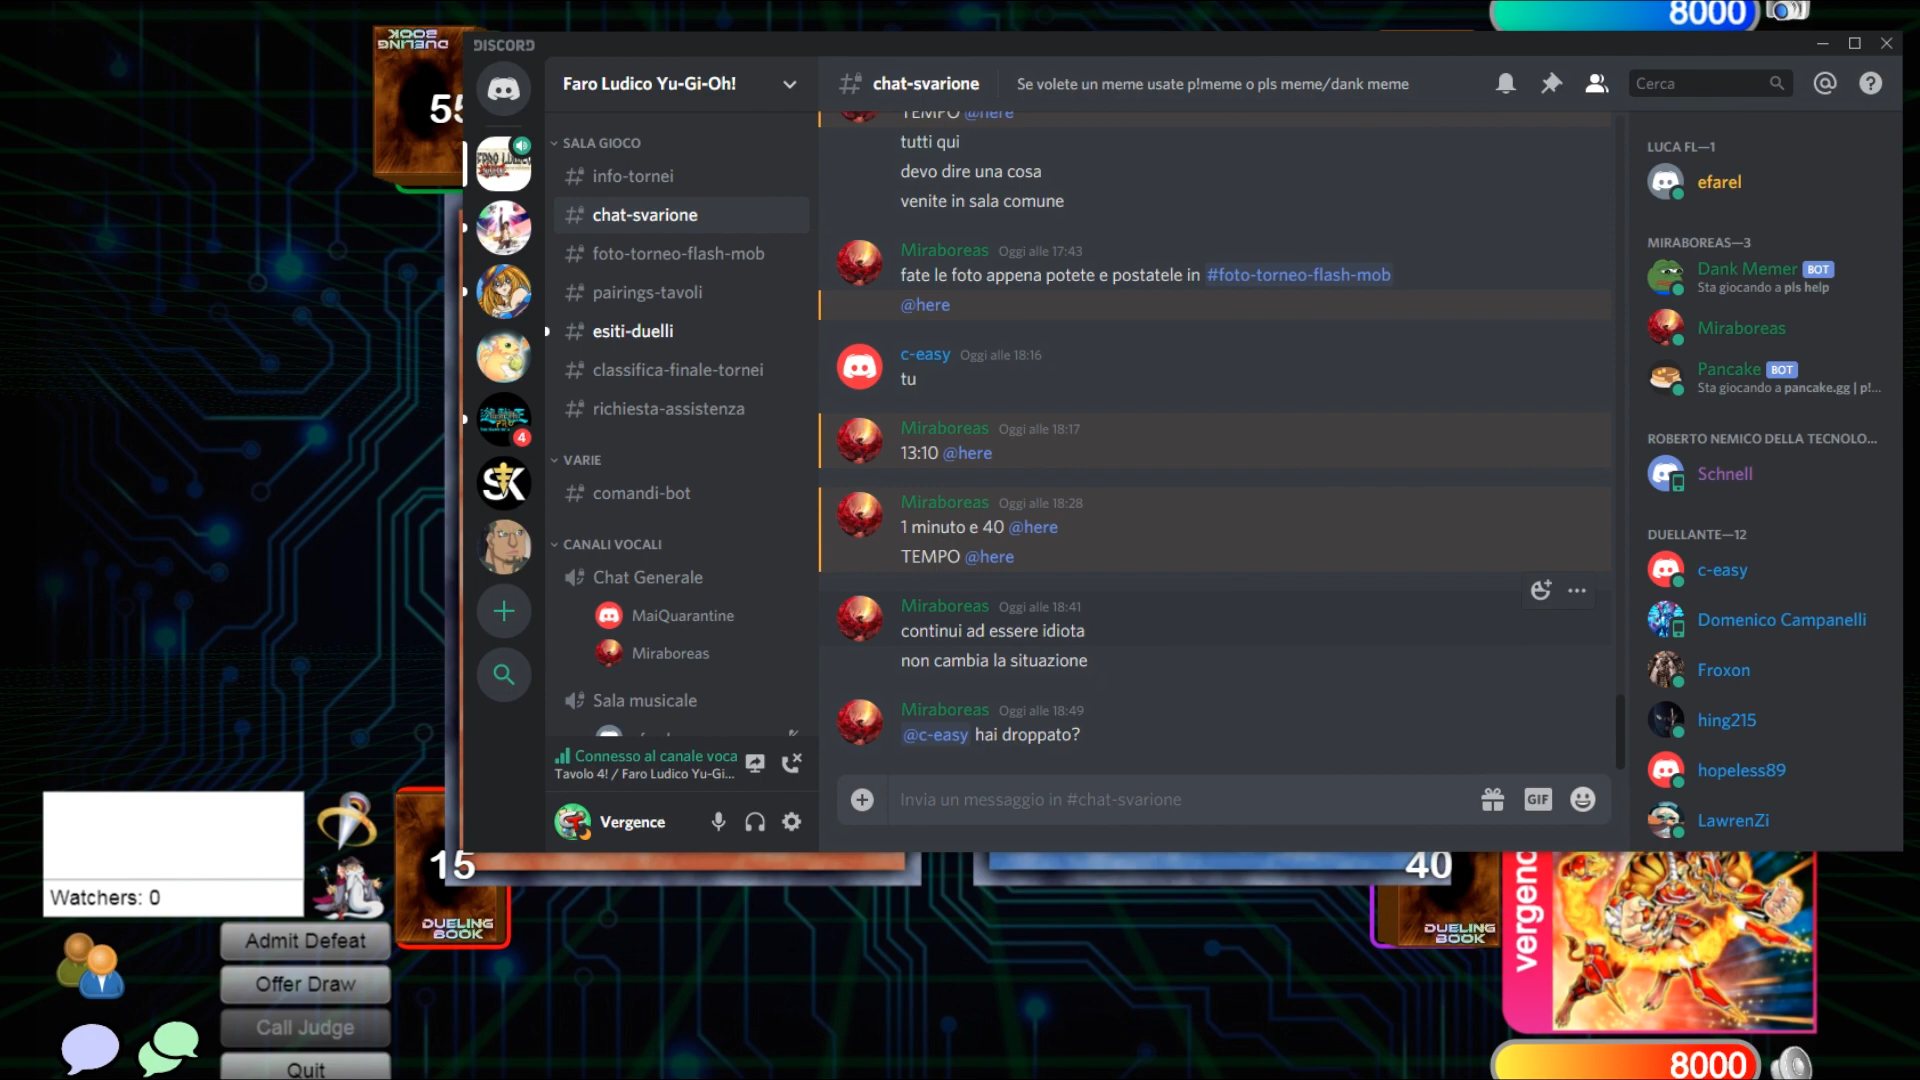 8000
DUELING
BOOK
55
DISCORD
Faro Ludico Yu-Gi-Oh!
chat-svarione
Se volete un meme usate p!meme o pls meme/dank meme
Cerca
SALA GIOCO
info-tornei
chat-svarione
foto-torneo-flash-mob
pairings-tavoli
esiti-duelli
classifica-finale-tornei
richiesta-assistenza
VARIE
comandi-bot
CANALI VOCALI
Chat Generale
MaiQuarantine
Miraboreas
Sala musicale
4
SK
Connesso al canale voca
Tavolo 4! / Faro Ludico Yu-Gi...
Vergence
TEMPO @here
tutti qui
devo dire una cosa
venite in sala comune
Miraboreas Oggi alle 17:43
fate le foto appena potete e postatele in #foto-torneo-flash-mob
@here
c-easy Oggi alle 18:16
tu
Miraboreas Oggi alle 18:17
13:10 @here
Miraboreas Oggi alle 18:28
1 minuto e 40 @here
TEMPO @here
Miraboreas Oggi alle 18:41
continui ad essere idiota
non cambia la situazione
Miraboreas Oggi alle 18:49
@c-easy hai droppato?
Invia un messaggio in #chat-svarione
GIF
LUCA FL—1
efarel
MIRABOREAS—3
Dank Memer BOT
Sta giocando a pls help
Miraboreas
Pancake BOT
Sta giocando a pancake.gg | p!...
ROBERTO NEMICO DELLA TECNOLO...
Schnell
DUELLANTE—12
c-easy
Domenico Campanelli
Froxon
hing215
hopeless89
LawrenZi
Watchers: 0
15
DUELING
BOOK
40
DUELING
BOOK
Admit Defeat
Offer Draw
Call Judge
Quit
vergenc
8000